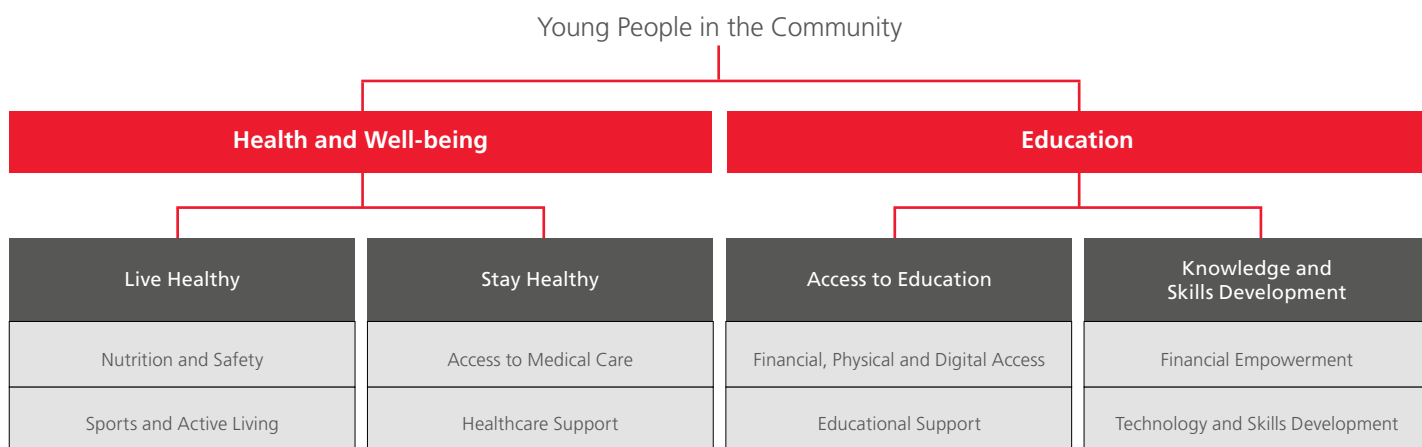 Young People in the Community
Health and Well-being
Education
Live Healthy
Stay Healthy
Access to Education
Knowledge and
Skills Development
Nutrition and Safety
Access to Medical Care
Financial, Physical and Digital Access
Financial Empowerment
Sports and Active Living
Healthcare Support
Educational Support
Technology and Skills Development